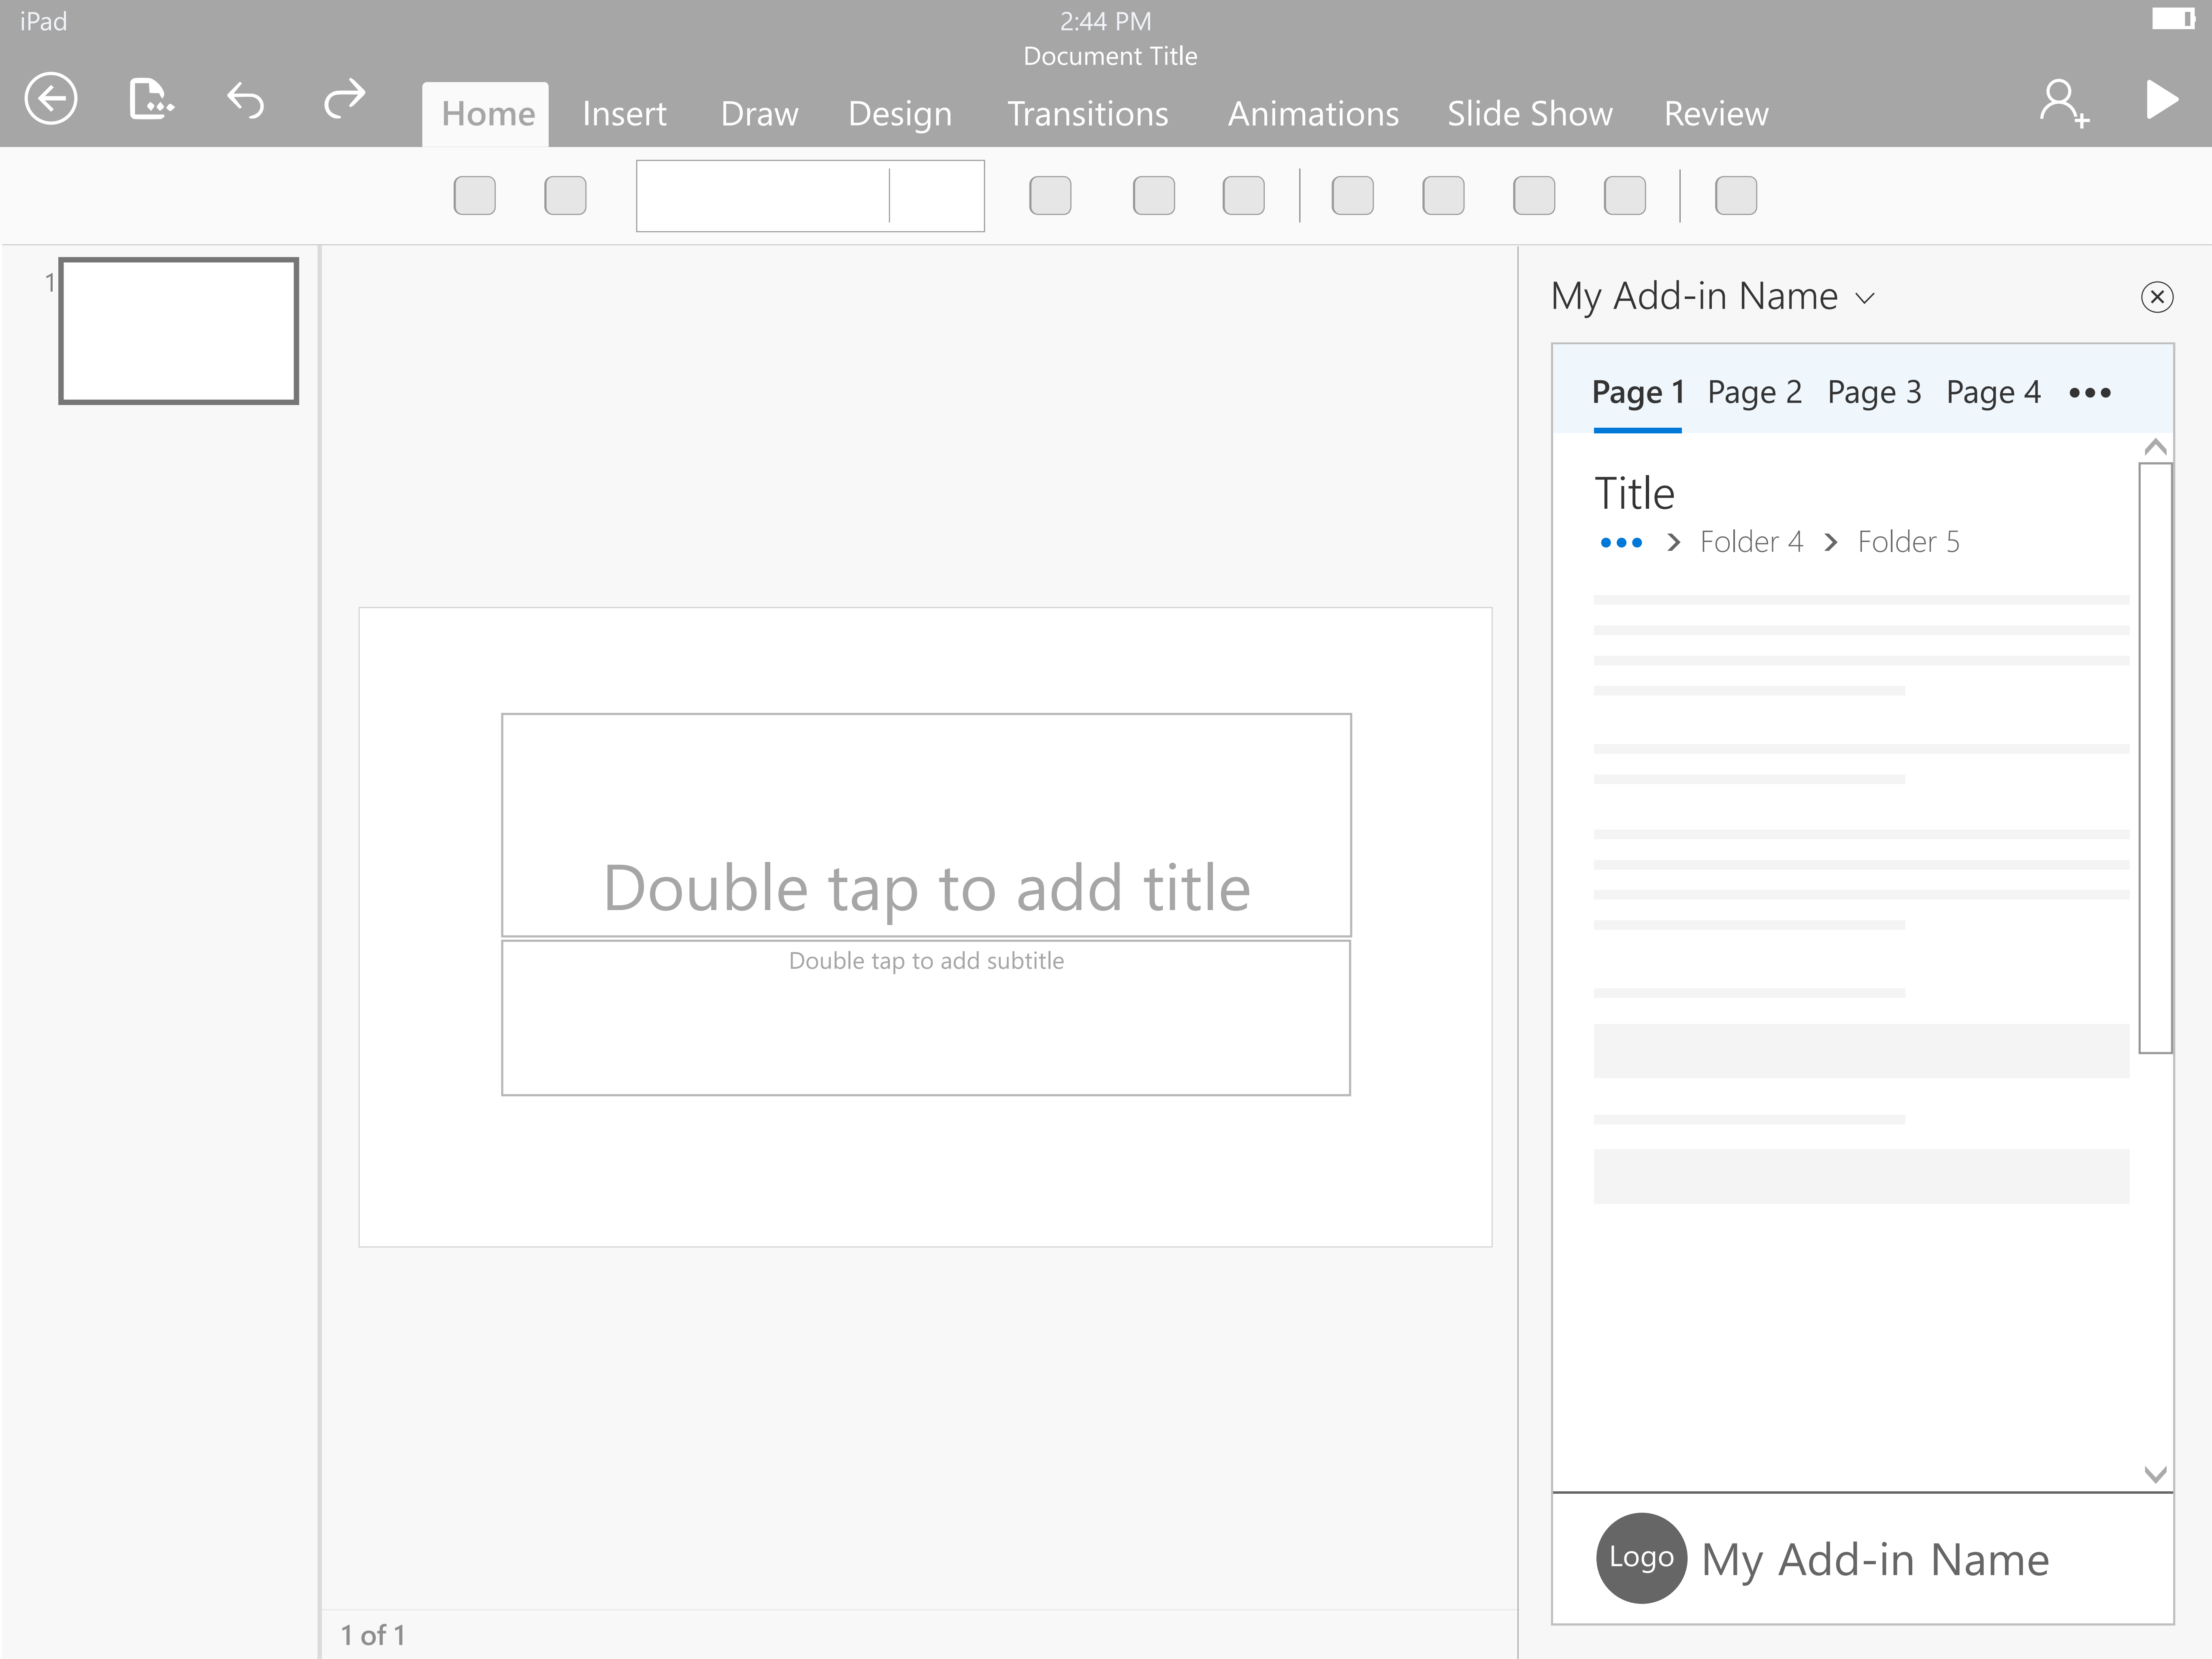 iPad
2:44 PM
Document Title
Home Insert Draw Design Transitions Animations Slide Show Review
1
My Add-in Name
Page 1 Page 2 Page 3 Page 4
Title
Folder 4 Folder 5
Double tap to add title
Double tap to add subtitle
Logo My Add-in Name
1 of 1